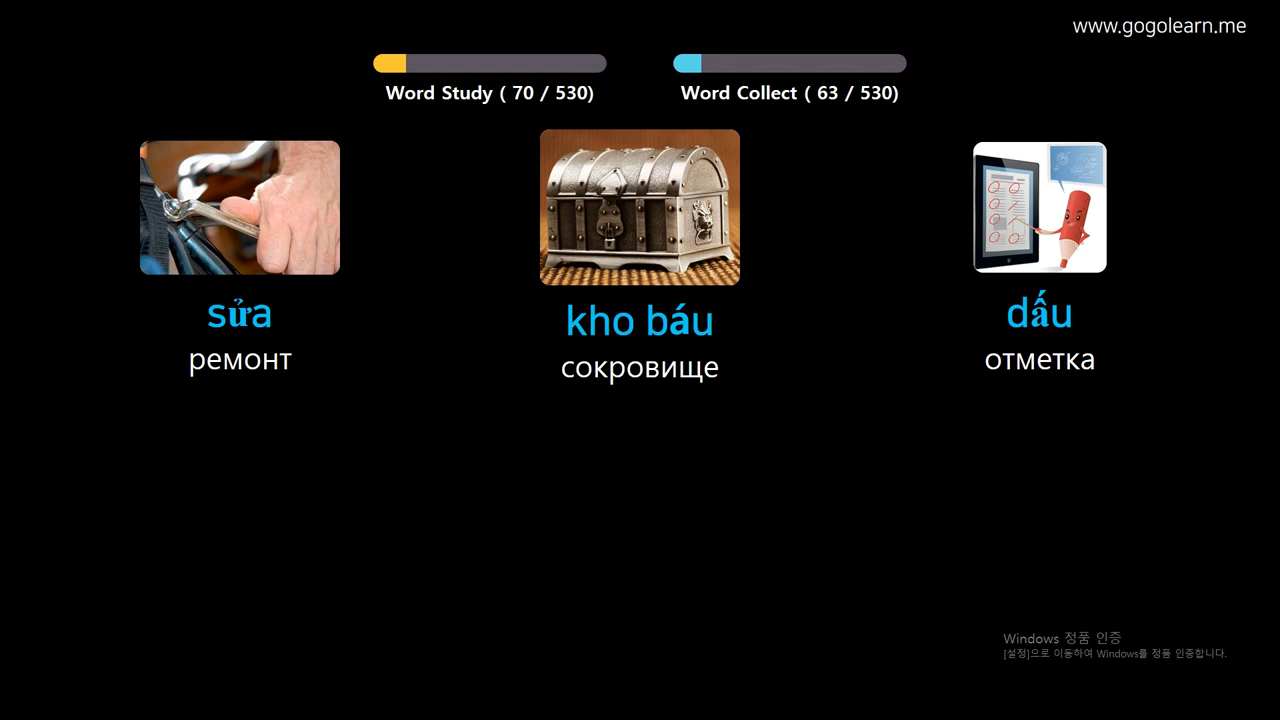 www.gogolearn.me
Word Study ( 70 / 530)
Word Collect ( 63 / 530)
sửa
ремонт
kho báu
сокровище
dấu
отметка
Windows 정품 인증
[설정]으로 이동하여 Windows를 정품 인증합니다.